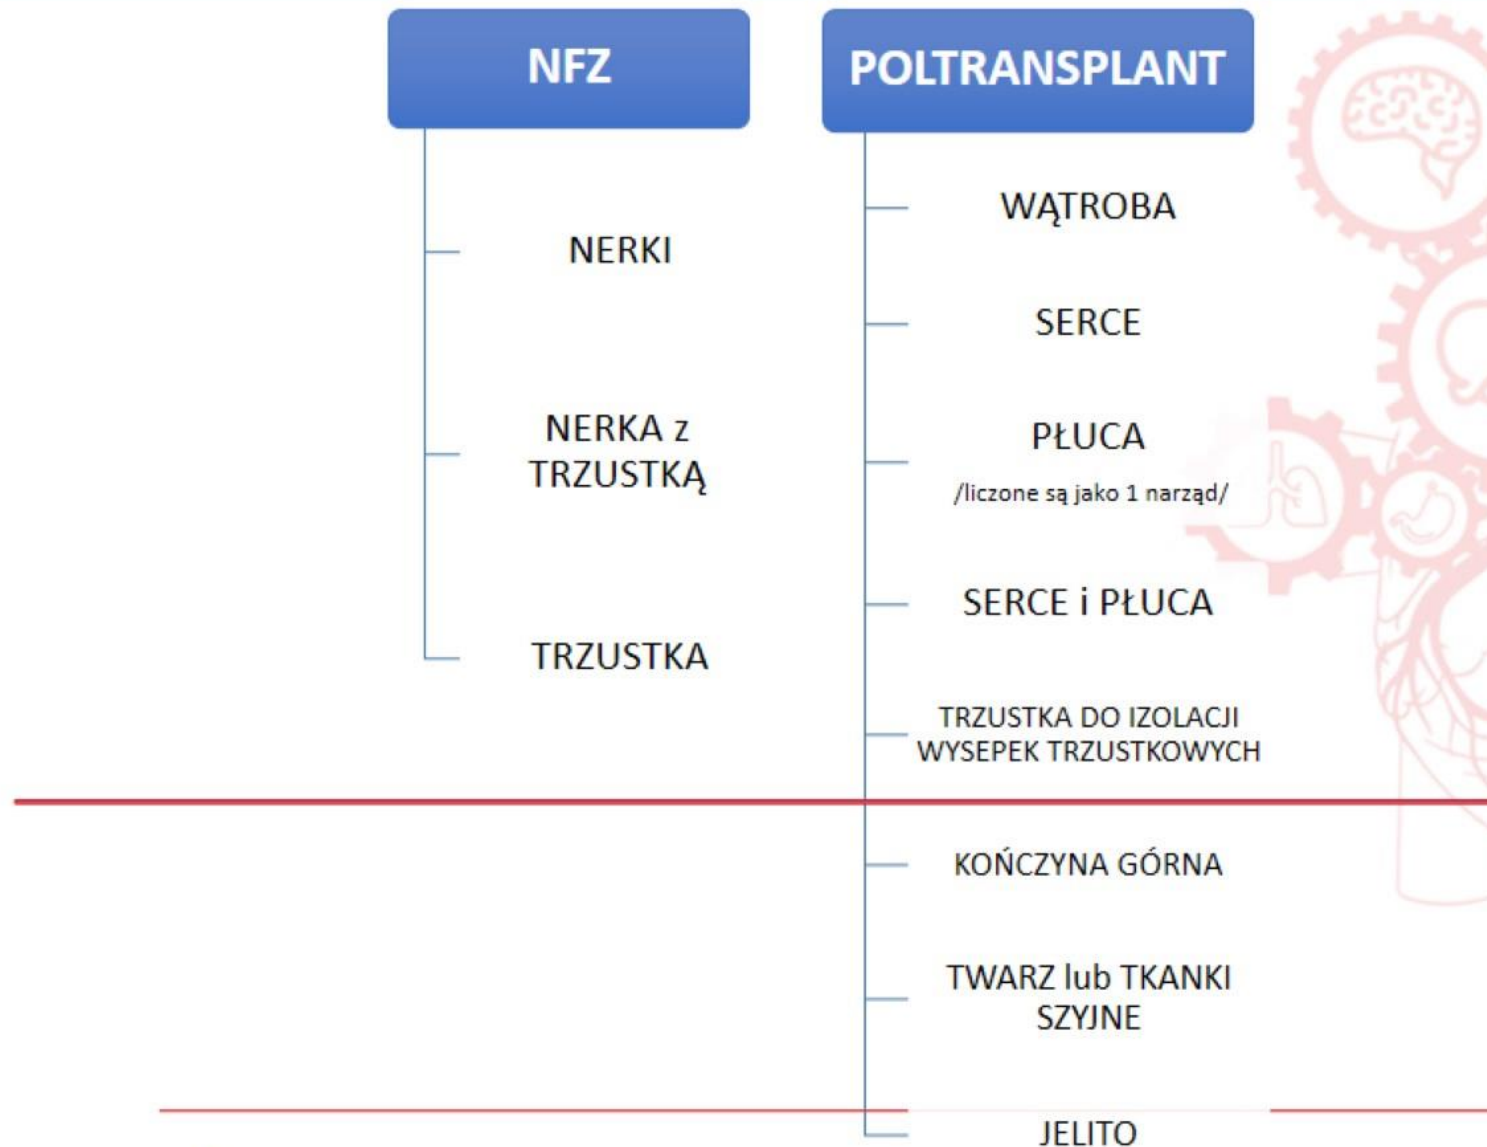 NFZ
NERKI
NERKA z
TRZUSTKĄ
TRZUSTKA
POLTRANSPLANT
WĄTROBA
SERCE
PŁUCA
/liczone są jako 1 narząd/
SERCE i PŁUCA
TRZUSTKA DO IZOLACJI
WYSEPEK TRZUSTKOWYCH
KOŃCZYNA GÓRNA
TWARZ lub TKANKI
SZYJNE
JELITO